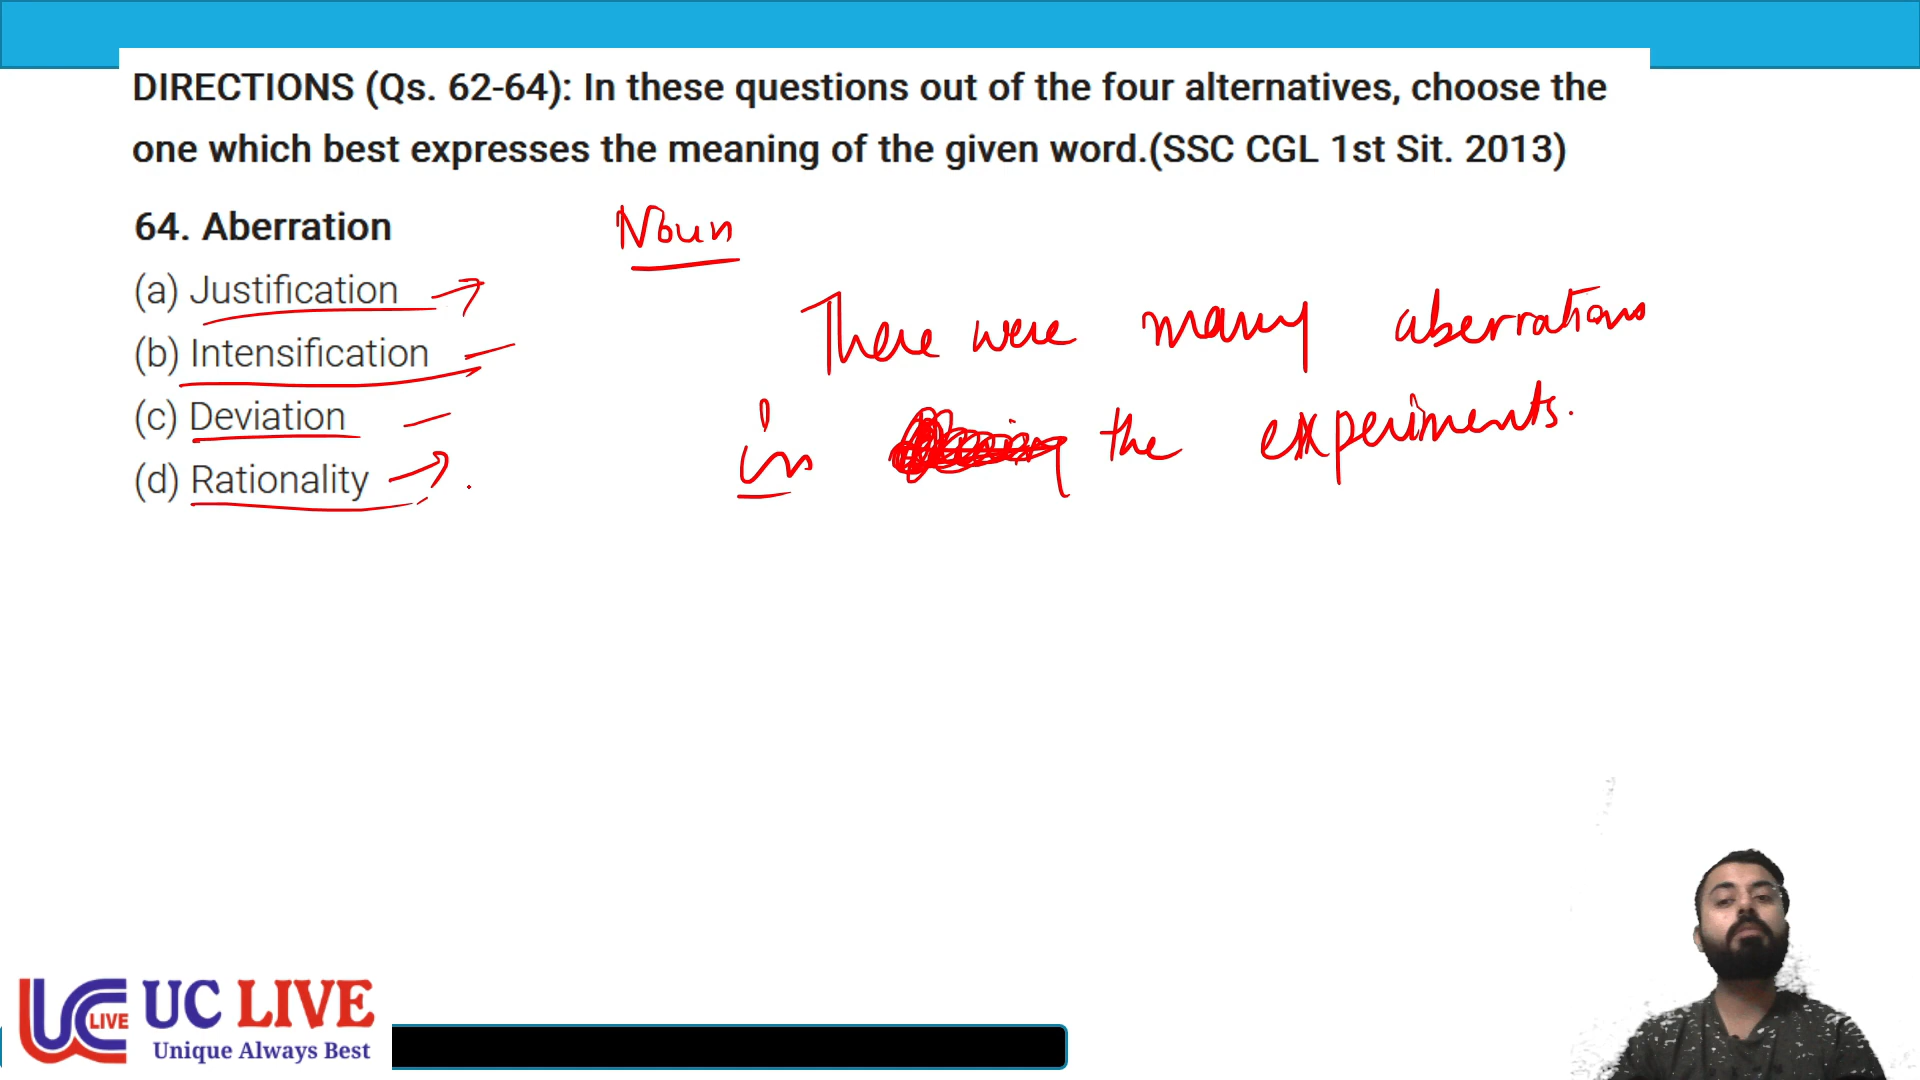 DIRECTIONS (Qs. 62-64): In these questions out of the four alternatives, choose the
one which best expresses the meaning of the given word.(SSC CGL 1st Sit. 2013)
64. Aberration
Noun
(a) Justification
(b) Intensification
(c) Deviation
(d) Rationality
There were many aberrations
in the experiments.
UC LIVE
LIVE
Unique Always Best